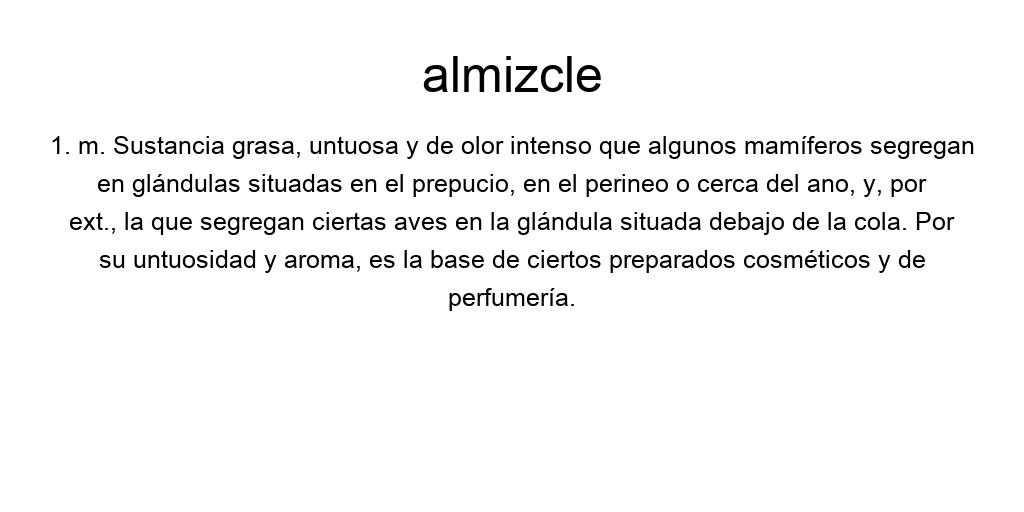 almizcle
1. m. Sustancia grasa, untuosa y de olor intenso que algunos mamíferos segregan
en glándulas situadas en el prepucio, en el perineo o cerca del ano, y, por
ext., la que segregan ciertas aves en la glándula situada debajo de la cola. Por
su untuosidad y aroma, es la base de ciertos preparados cosméticos y de
perfumería.